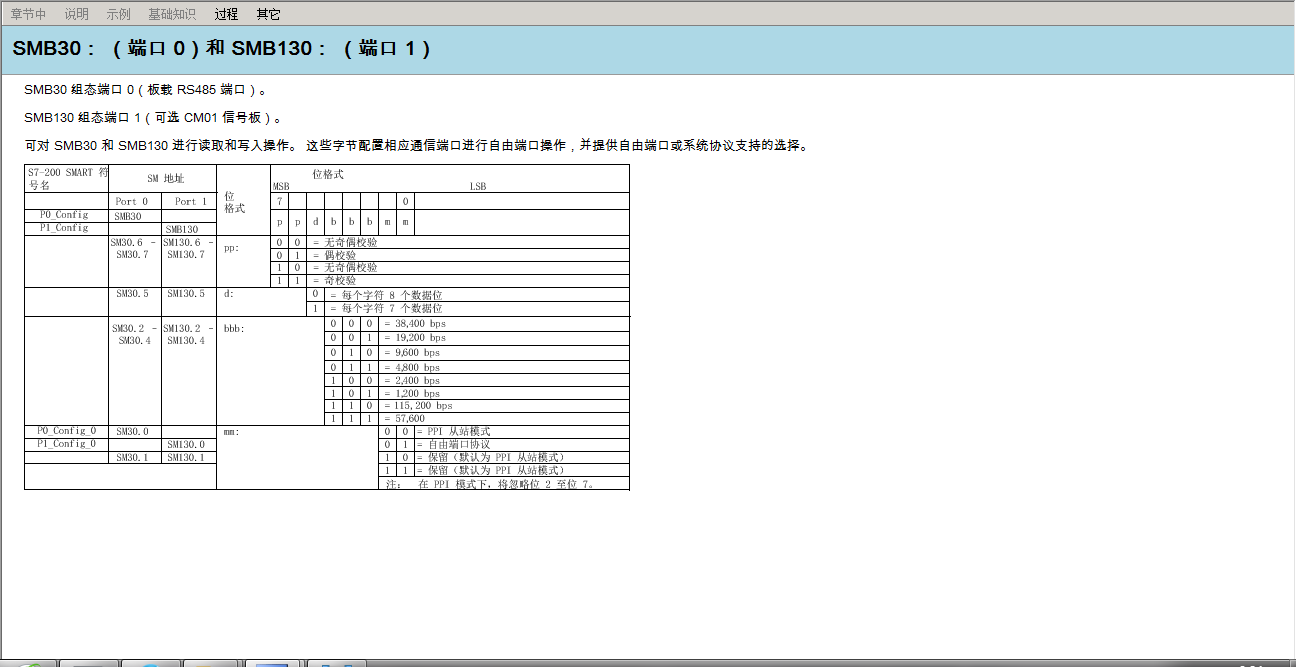 章节中 说明 示例 基础知识 过程 其它
SMB30： （端口 0）和 SMB130： （端口 1）
SMB30 组态端口 0（板载 RS485 端口）。
SMB130 组态端口 1（可选 CM01 信号板）。
可对 SMB30 和 SMB130 进行读取和写入操作。 这些字节配置相应通信端口进行自由端口操作，并提供自由端口或系统协议支持的选择。
S7-200 SMART 符号名 SM 地址 位格式 位格式
MSB LSB
Port 0 Port 1 7 0
P0_Config SMB30 p p d b b b m m
P1_Config SMB130
SM30.6 - SM30.7 SM130.6 - SM130.7 pp: 0 0 = 无奇偶校验
0 1 = 偶校验
1 0 = 无奇偶校验
1 1 = 奇校验
SM30.5 SM130.5 d: 0 = 每个字符 8 个数据位
1 = 每个字符 7 个数据位
SM30.2 - SM30.4 SM130.2 - SM130.4 bbb: 0 0 0 = 38,400 bps
0 0 1 = 19,200 bps
0 1 0 = 9,600 bps
0 1 1 = 4,800 bps
1 0 0 = 2,400 bps
1 0 1 = 1,200 bps
1 1 0 = 115,200 bps
1 1 1 = 57,600
P0_Config_0 SM30.0 mm: 0 0 = PPI 从站模式
P1_Config_0 SM130.0 0 1 = 自由端口协议
SM30.1 SM130.1 1 0 = 保留（默认为 PPI 从站模式）
1 1 = 保留（默认为 PPI 从站模式）
注： 在 PPI 模式下，将忽略位 2 至位 7。